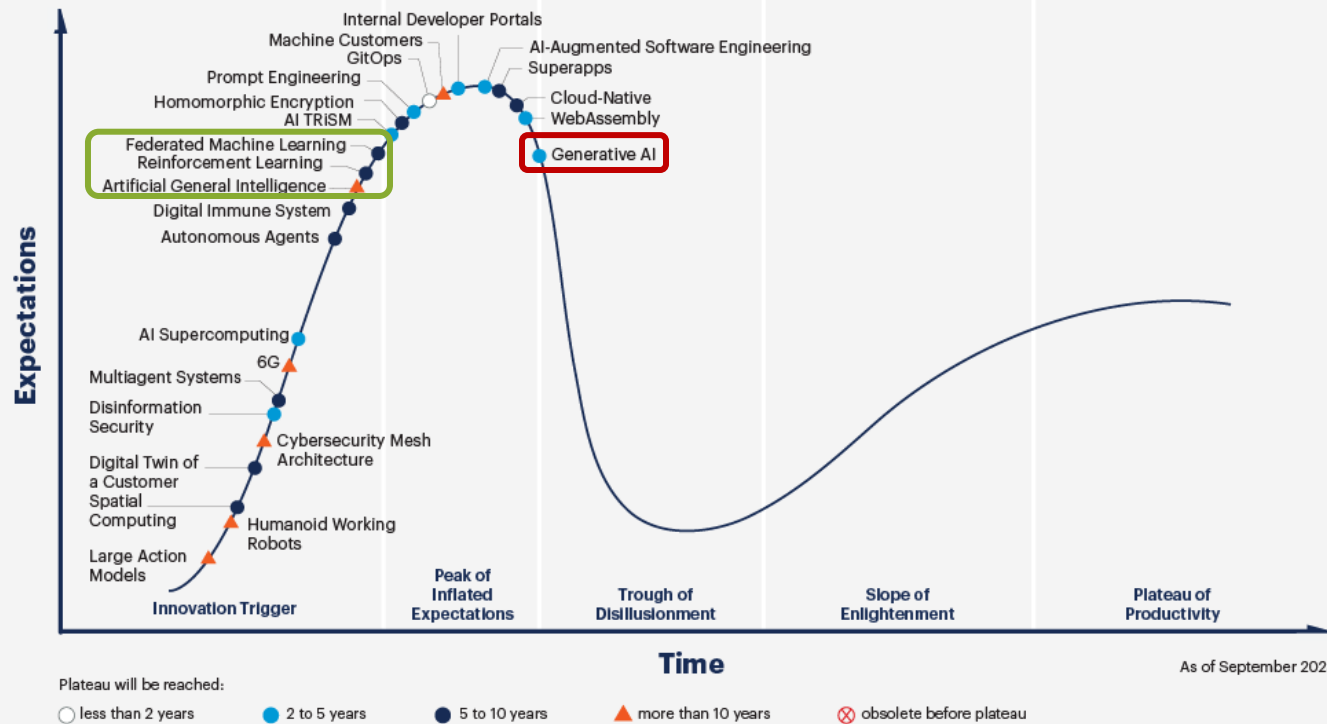 Internal Developer Portals
Machine Customers
GitOps
Prompt Engineering
Homomorphic Encryption
AI TRiSM
Federated Machine Learning
Reinforcement Learning
Artificial General Intelligence
Digital Immune System
Autonomous Agents
AI Supercomputing
6G
Multiagent Systems
Disinformation
Security
Cybersecurity Mesh
Architecture
Digital Twin of
a Customer
Spatial
Computing
Humanoid Working
Robots
Large Action
Models
AI-Augmented Software Engineering
Superapps
Cloud-Native
WebAssembly
Generative AI
Expectations
Innovation Trigger
Peak of
Inflated
Expectations
Trough of
Disillusionment
Slope of
Enlightenment
Plateau of
Productivity
Time
As of September 202
Plateau will be reached:
less than 2 years
2 to 5 years
5 to 10 years
more than 10 years
obsolete before plateau